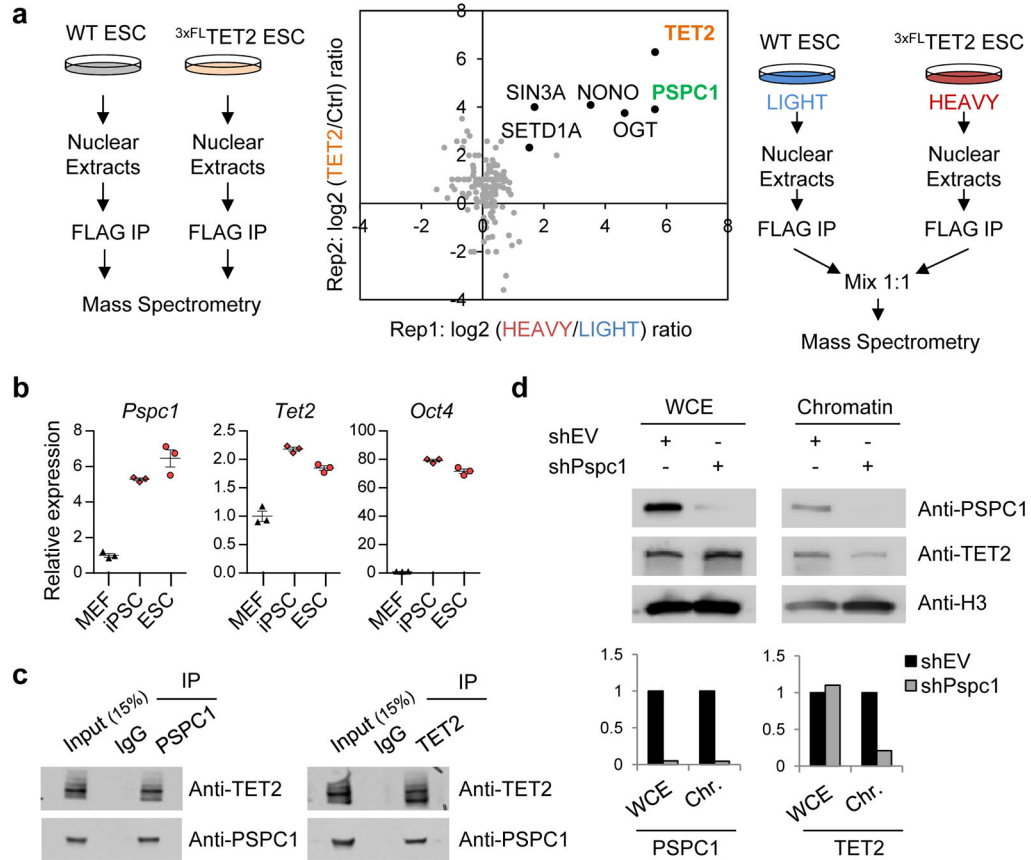 a
WT ESC
3xFLTET2 ESC
Nuclear Extracts
Nuclear Extracts
FLAG IP
FLAG IP
Mass Spectrometry
Rep2: log2 (TET2/Ctrl) ratio
8
6
4
2
0
-2
-4
-4
-2
0
2
4
6
8
TET2
PSPC1
SIN3A
NONO
SETD1A
OGT
Rep1: log2 (HEAVY/LIGHT) ratio
WT ESC
3xFLTET2 ESC
LIGHT
HEAVY
Nuclear Extracts
Nuclear Extracts
FLAG IP
FLAG IP
Mix 1:1
Mass Spectrometry
b
Relative expression
Pspc1
8
6
4
2
0
MEF
iPSC
ESC
Tet2
2.5
2.0
1.5
1.0
0.5
0.0
MEF
iPSC
ESC
Oct4
100
80
60
40
20
0
MEF
iPSC
ESC
c
Input (15%)
IgG
PSPC1
IP
Anti-TET2
Anti-PSPC1
Input (15%)
IgG
TET2
IP
Anti-TET2
Anti-PSPC1
d
WCE
Chromatin
shEV + - + -
shPspc1 - + - +
Anti-PSPC1
Anti-TET2
Anti-H3
1.5
1
0.5
0
WCE
Chr.
PSPC1
1.5
1
0.5
0
WCE
Chr.
TET2
shEV
shPspc1